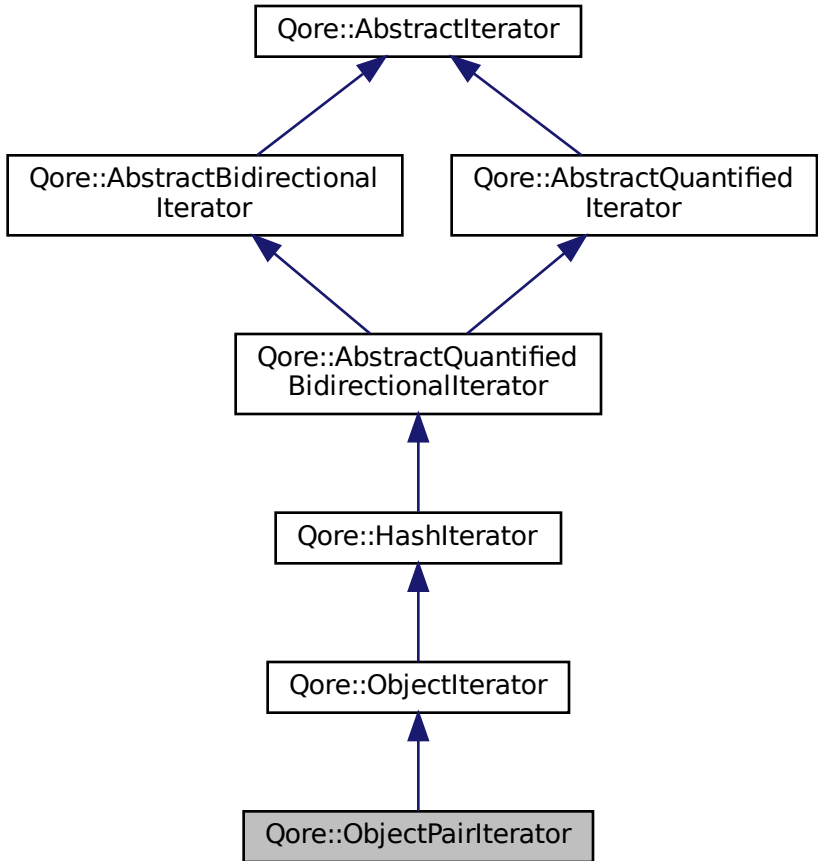 Qore::AbstractIterator
Qore::AbstractBidirectional
Iterator
Qore::AbstractQuantified
Iterator
Qore::AbstractQuantified
BidirectionalIterator
Qore::HashIterator
Qore::ObjectIterator
Qore::ObjectPairIterator